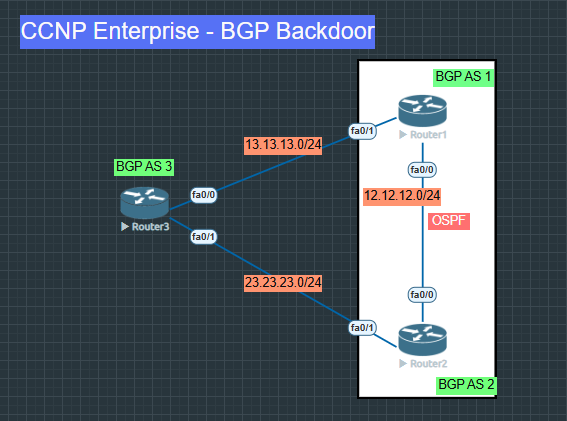 CCNP Enterprise - BGP Backdoor
BGP AS 1
fa0/1
Router1
13.13.13.0/24
BGP AS 3
fa0/0
fa0/0
12.12.12.0/24
Router3
OSPF
fa0/1
23.23.23.0/24
fa0/0
fa0/1
Router2
BGP AS 2